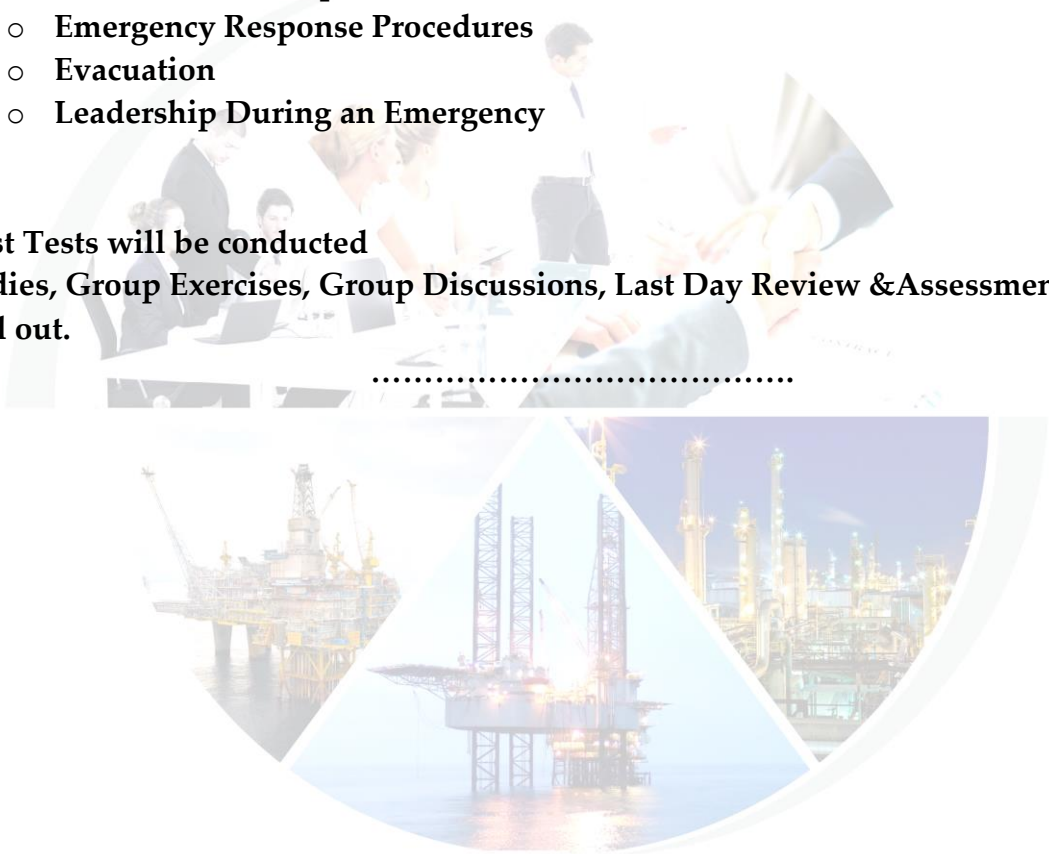 o Emergency Response Procedures
o Evacuation
o Leadership During an Emergency
st Tests will be conducted
dies, Group Exercises, Group Discussions, Last Day Review &Assessmen
l out.
…………………………………….